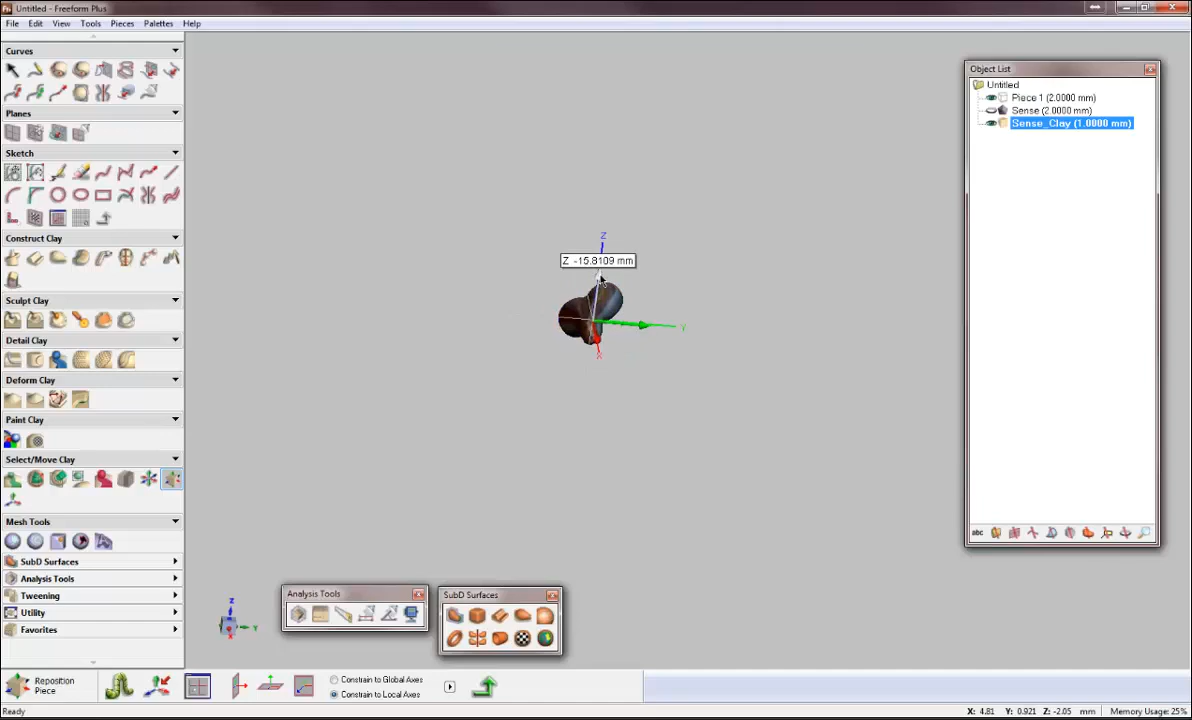 Untitled - Freeform Plus
File Edit View Tools Pieces Palettes Help
Curves
Planes
Sketch
Construct Clay
Sculpt Clay
Detail Clay
Deform Clay
Paint Clay
Select/Move Clay
Mesh Tools
SubD Surfaces
Analysis Tools
Tweening
Utility
Favorites
Z
Z -15.8109 mm
Y
X
Z
Y
Object List
Untitled
Piece 1 (2.0000 mm)
Sense (2.0000 mm)
Sense_Clay (1.0000 mm)
abc
Analysis Tools
SubD Surfaces
Reposition
Piece
Constrain to Global Axes
Constrain to Local Axes
Ready
X: 4.81 Y: 0.921 Z: -2.05 mm Memory Usage: 25%